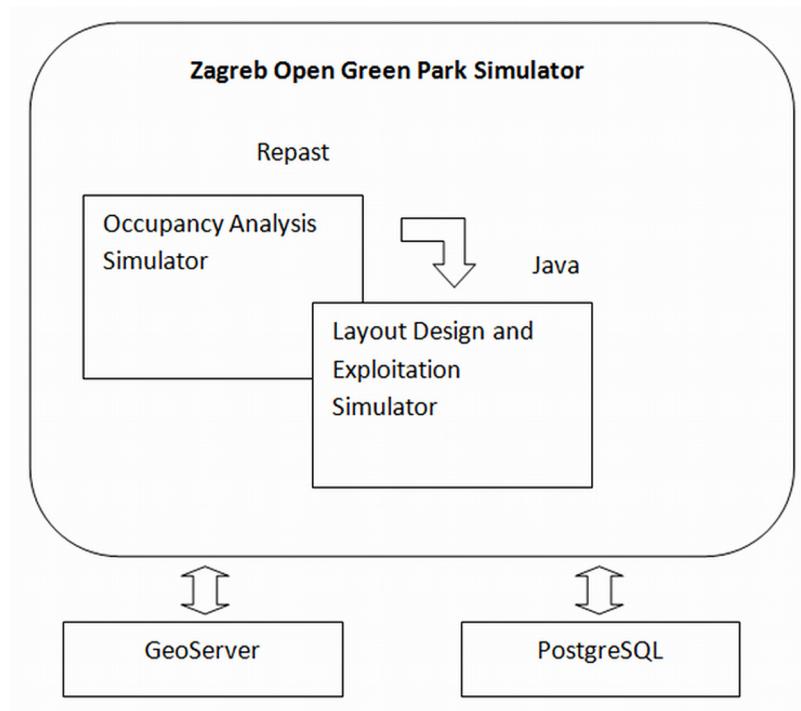 Zagreb Open Green Park Simulator
Repast
Occupancy Analysis
Simulator
Java
Layout Design and
Exploitation
Simulator
GeoServer
PostgreSQL